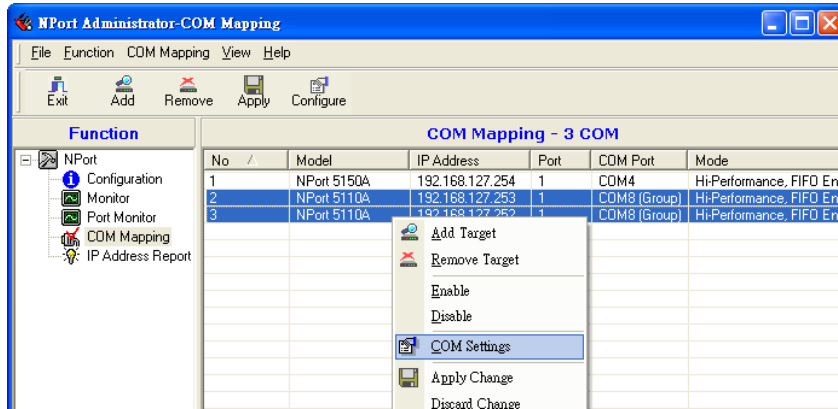 NPort Administrator-COM Mapping
File Function COM Mapping View Help
Exit Add Remove Apply Configure
Function
COM Mapping - 3 COM
NPort
Configuration
Monitor
Port Monitor
COM Mapping
IP Address Report
No Model IP Address Port COM Port Mode
1 NPort 5150A 192.168.127.254 1 COM4 Hi-Performance, FIFO En
2 NPort 5110A 192.168.127.253 1 COM8 (Group) Hi-Performance, FIFO En
3 NPort 5110A 192.168.127.252 1 COM8 (Group) Hi-Performance, FIFO En
Add Target
Remove Target
Enable
Disable
COM Settings
Apply Change
Discard Change